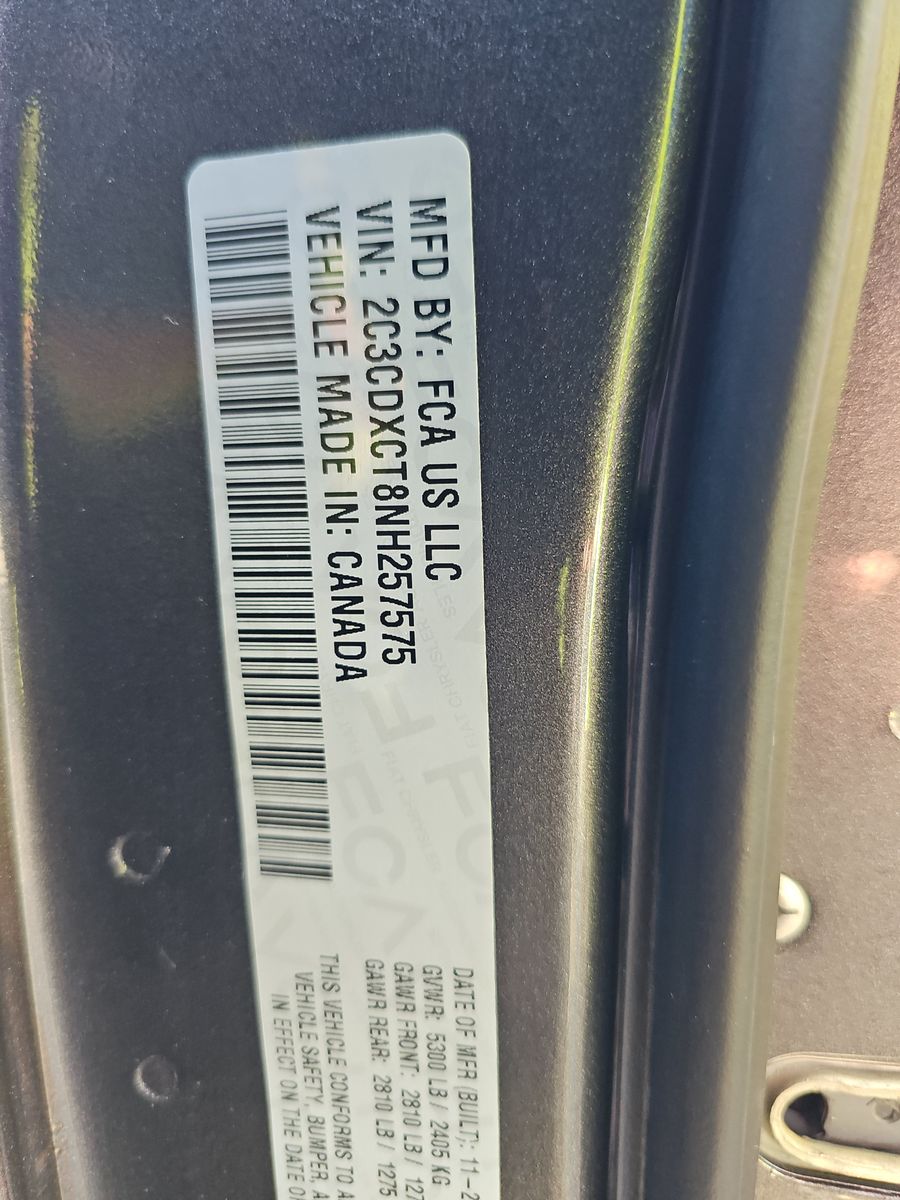 MFD BY: FCA US LLC
VIN: 2C3CDXCT8NH257575
VEHICLE MADE IN: CANADA
DATE OF MFR (BUILT): 11-2
GVWR: 5300 LB / 2405 KG
GAWR FRONT: 2810 LB / 127
GAWR REAR: 2810 LB / 1275
THIS VEHICLE CONFORMS TO A
VEHICLE SAFETY, BUMPER, A
IN EFFECT ON THE DATE O